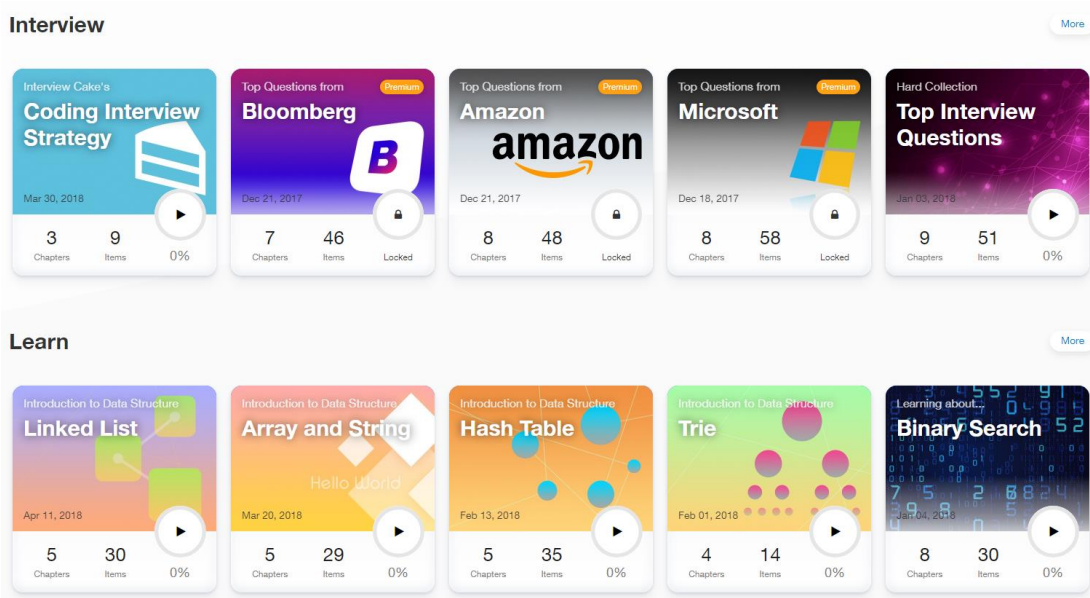 Interview
More
Interview Cake's
Coding Interview
Strategy
Mar 30, 2018
3
9
Chapters
Items
0%
Top Questions from
Premium
Bloomberg
B
Dec 21, 2017
7
46
Chapters
Items
Locked
Top Questions from
Premium
Amazon
amazon
Dec 21, 2017
8
48
Chapters
Items
Locked
Top Questions from
Premium
Microsoft
Dec 18, 2017
8
58
Chapters
Items
Locked
Hard Collection
Top Interview
Questions
Jan 03, 2018
9
51
Chapters
Items
0%
Learn
More
Introduction to Data Structure
Linked List
Apr 11, 2018
5
30
Chapters
Items
0%
Introduction to Data Structure
Array and String
Hello World
Mar 20, 2018
5
29
Chapters
Items
0%
Introduction to Data Structure
Hash Table
Feb 13, 2018
5
35
Chapters
Items
0%
Introduction to Data Structure
Trie
Feb 01, 2018
4
14
Chapters
Items
0%
Learning about...
Binary Search
Jan 04, 2018
8
30
Chapters
Items
0%